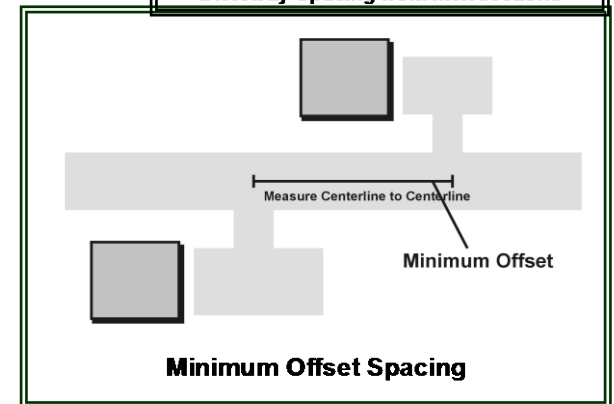 Measure Centerline to Centerline
Minimum Offset
Minimum Offset Spacing